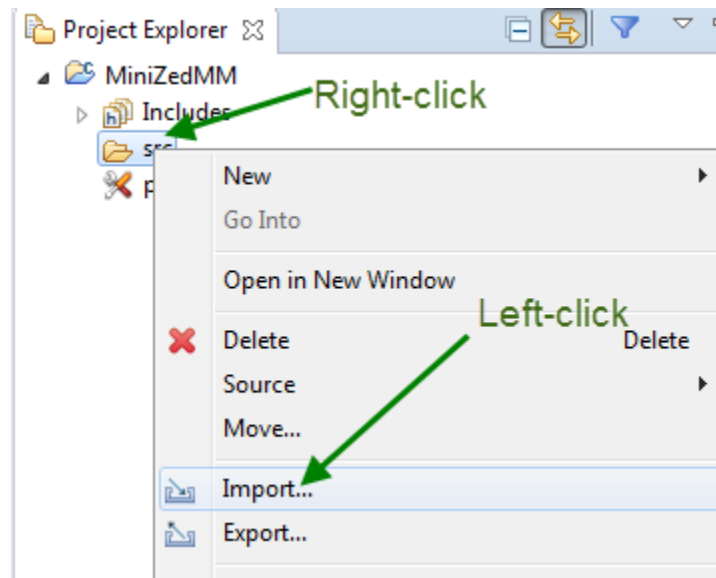 Project Explorer
MiniZedMM
Right-click
Includes
src
New
Go Into
Open in New Window
Left-click
Delete Delete
Source
Move...
Import...
Export...